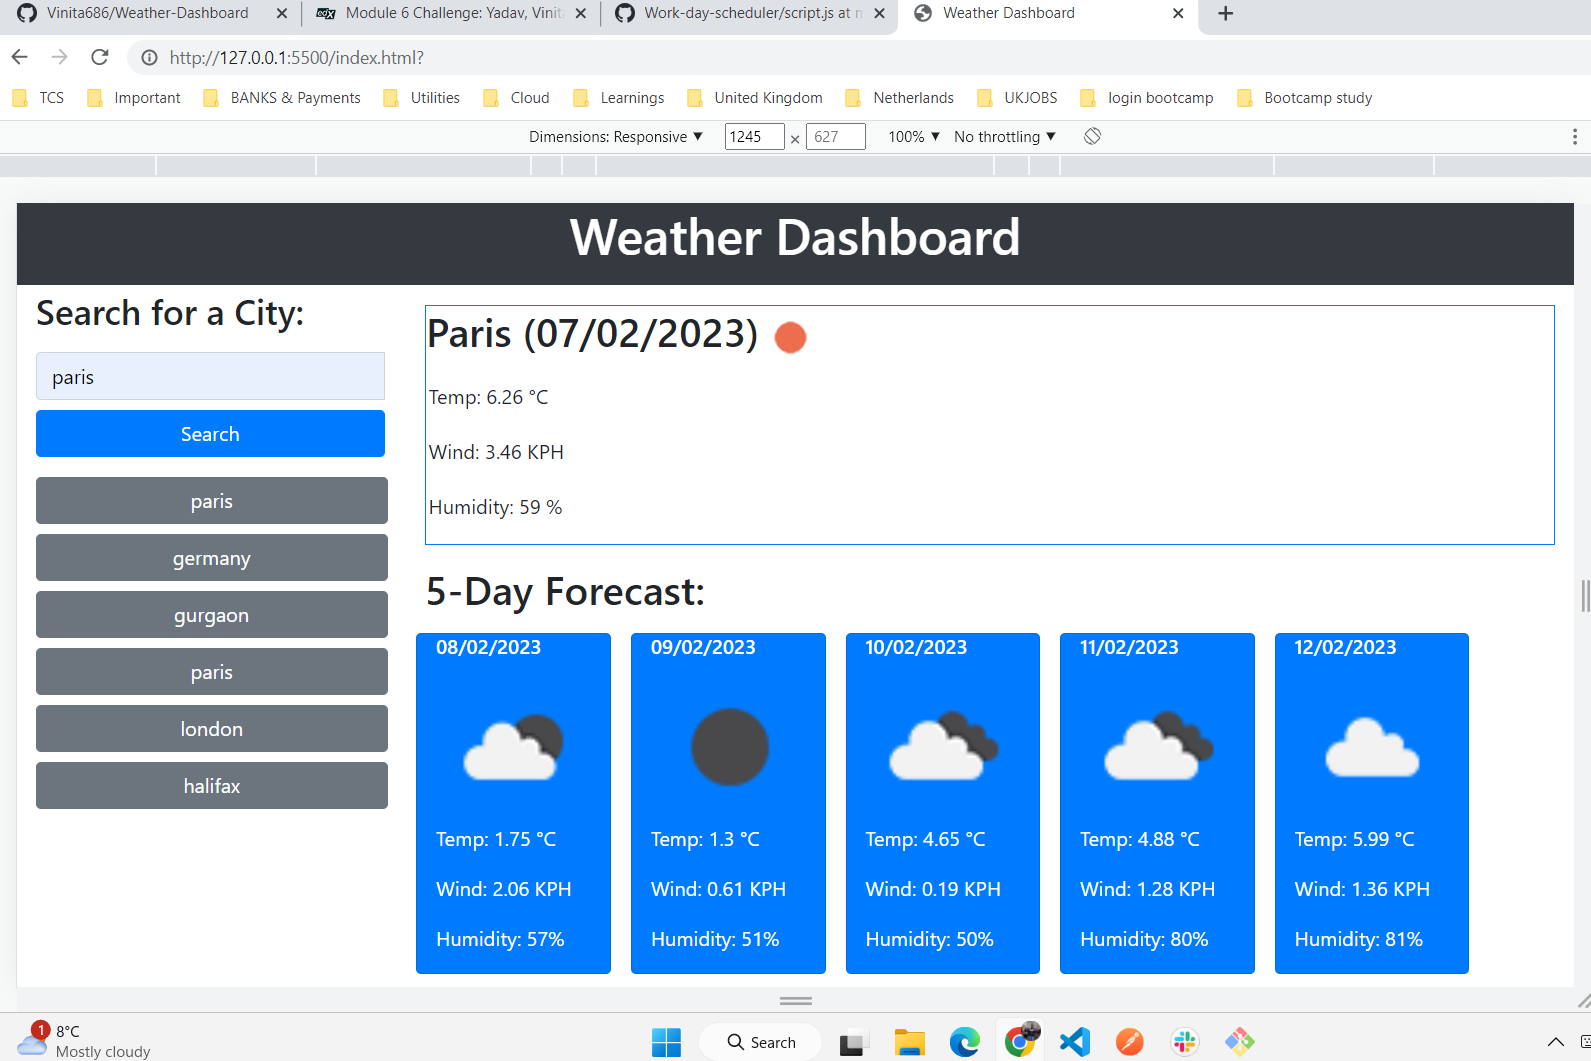 Vinita686/Weather-Dashboard
edX Module 6 Challenge: Yadav, Vinit
Work-day-scheduler/script.js at m
Weather Dashboard
http://127.0.0.1:5500/index.html?
TCS Important BANKS & Payments Utilities Cloud Learnings United Kingdom Netherlands UKJOBS login bootcamp Bootcamp study
Dimensions: Responsive ▼ 1245 × 627 100% ▼ No throttling ▼
Weather Dashboard
Search for a City:
paris
Search
paris
germany
gurgaon
paris
london
halifax
Paris (07/02/2023)
Temp: 6.26 °C
Wind: 3.46 KPH
Humidity: 59 %
5-Day Forecast:
08/02/2023
Temp: 1.75 °C
Wind: 2.06 KPH
Humidity: 57%
09/02/2023
Temp: 1.3 °C
Wind: 0.61 KPH
Humidity: 51%
10/02/2023
Temp: 4.65 °C
Wind: 0.19 KPH
Humidity: 50%
11/02/2023
Temp: 4.88 °C
Wind: 1.28 KPH
Humidity: 80%
12/02/2023
Temp: 5.99 °C
Wind: 1.36 KPH
Humidity: 81%
1
8°C
Mostly cloudy
Search